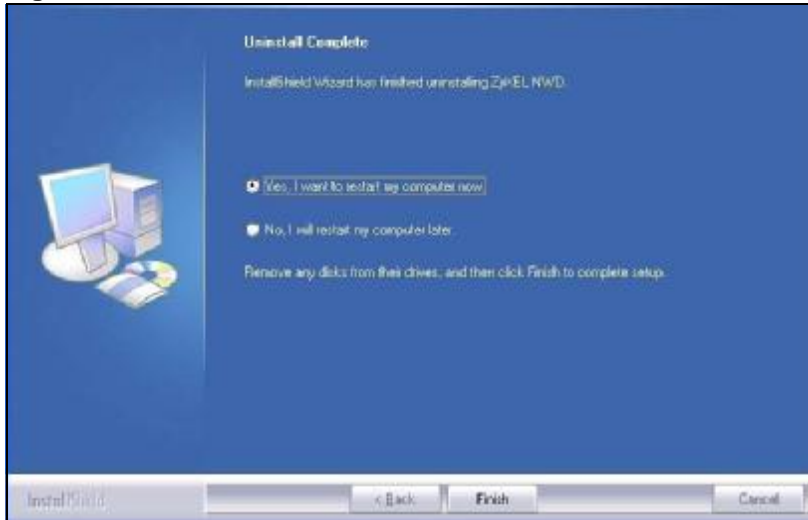 Uninstall Complete
InstallShield Wizard has finished uninstalling ZyXEL NWD.
Yes, I want to restart my computer now.
No, I will restart my computer later.
Remove any disks from their drives, and then click Finish to complete setup.
InstallShield
< Back
Finish
Cancel